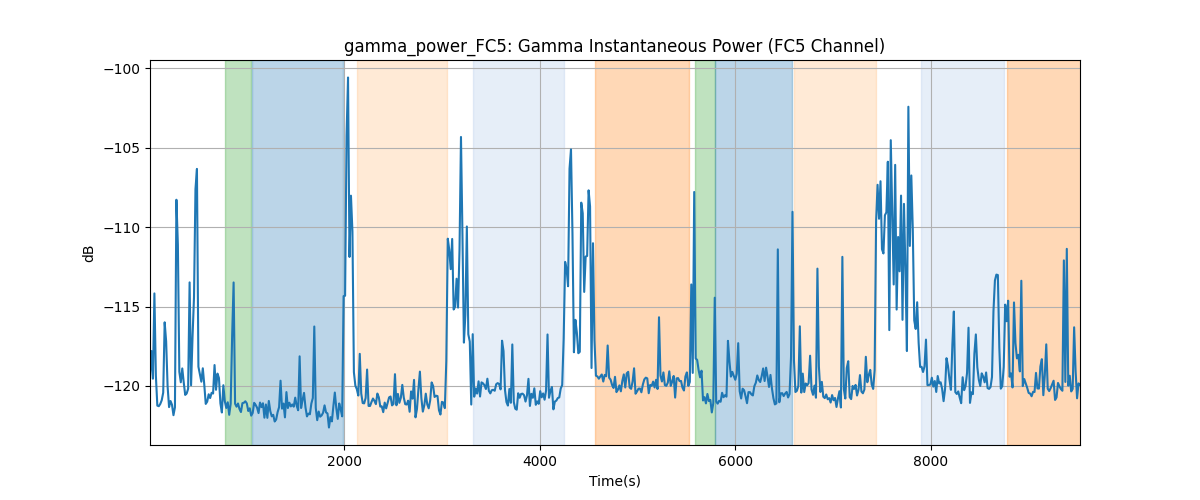 gamma_power_FC5: Gamma Instantaneous Power (FC5 Channel)
−100
−105
−110
−115
−120
dB
2000 4000 6000 8000
Time(s)